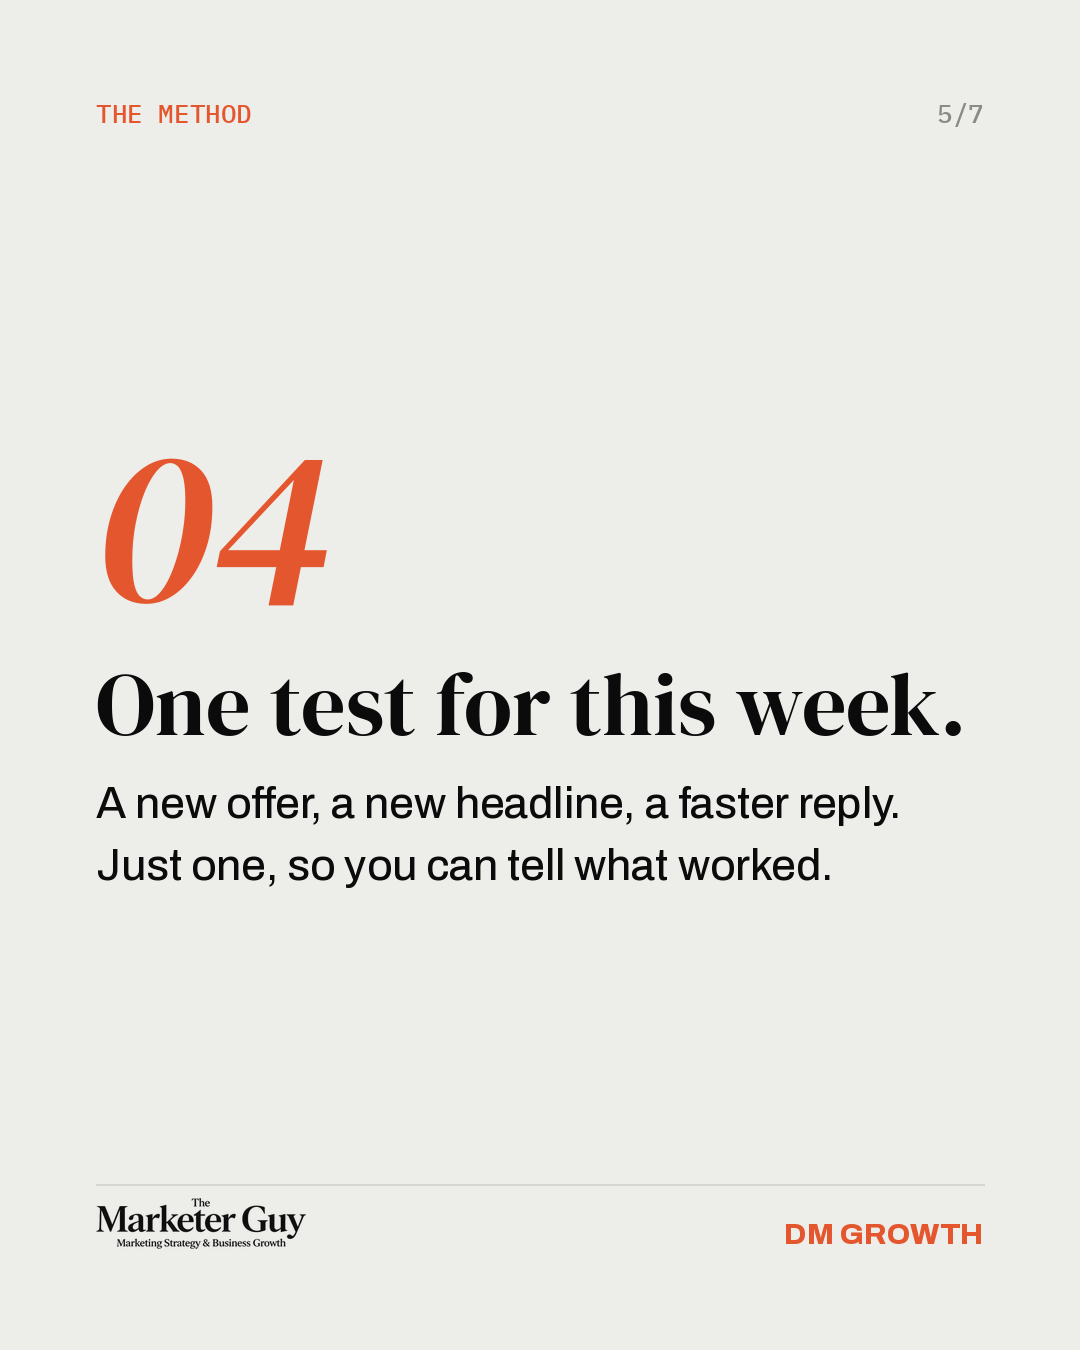 THE METHOD
5/7
04
One test for this week.
A new offer, a new headline, a faster reply.
Just one, so you can tell what worked.
The
Marketer Guy
Marketing Strategy & Business Growth
DM GROWTH